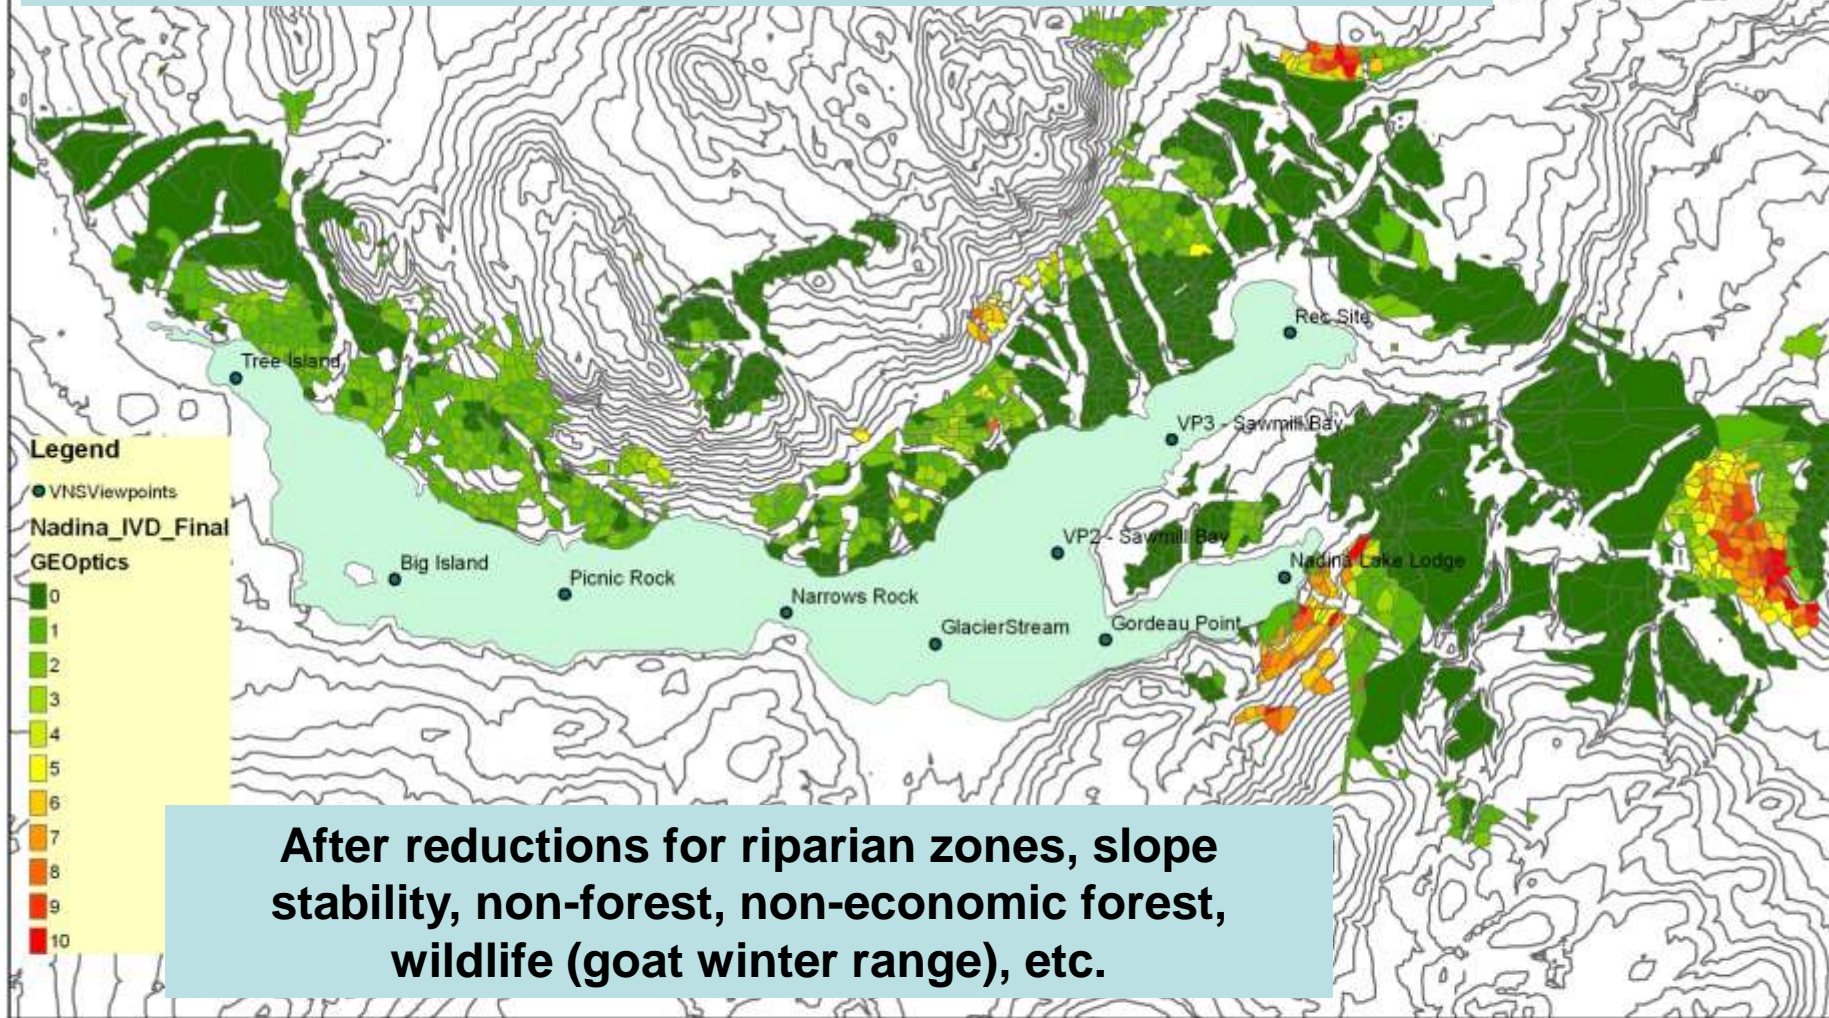 Rec Site
Tree Island
VP3 - Sawmill Bay
Legend
VNSViewpoints
Nadina_IVD_Final
GEOptics
0
1
2
3
4
5
6
7
8
9
10
VP2 - Sawmill Bay
Big Island
Picnic Rock
Nadina Lake Lodge
Narrows Rock
GlacierStream
Gordeau Point
After reductions for riparian zones, slope
stability, non-forest, non-economic forest,
wildlife (goat winter range), etc.